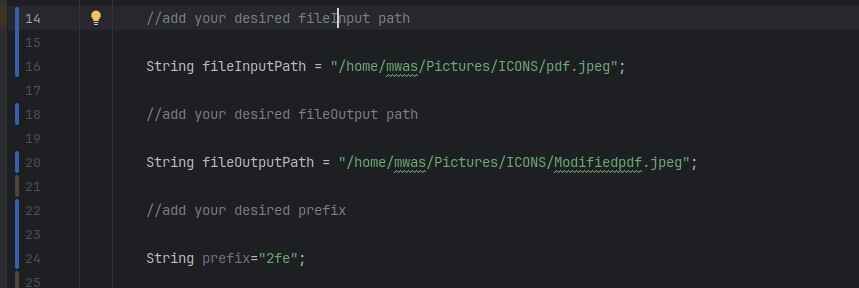 14 //add your desired fileInput path
15
16 String fileInputPath = "/home/mwas/Pictures/ICONS/pdf.jpeg";
17
18 //add your desired fileOutput path
19
20 String fileOutputPath = "/home/mwas/Pictures/ICONS/Modifiedpdf.jpeg";
21
22 //add your desired prefix
23
24 String prefix="2fe";
25